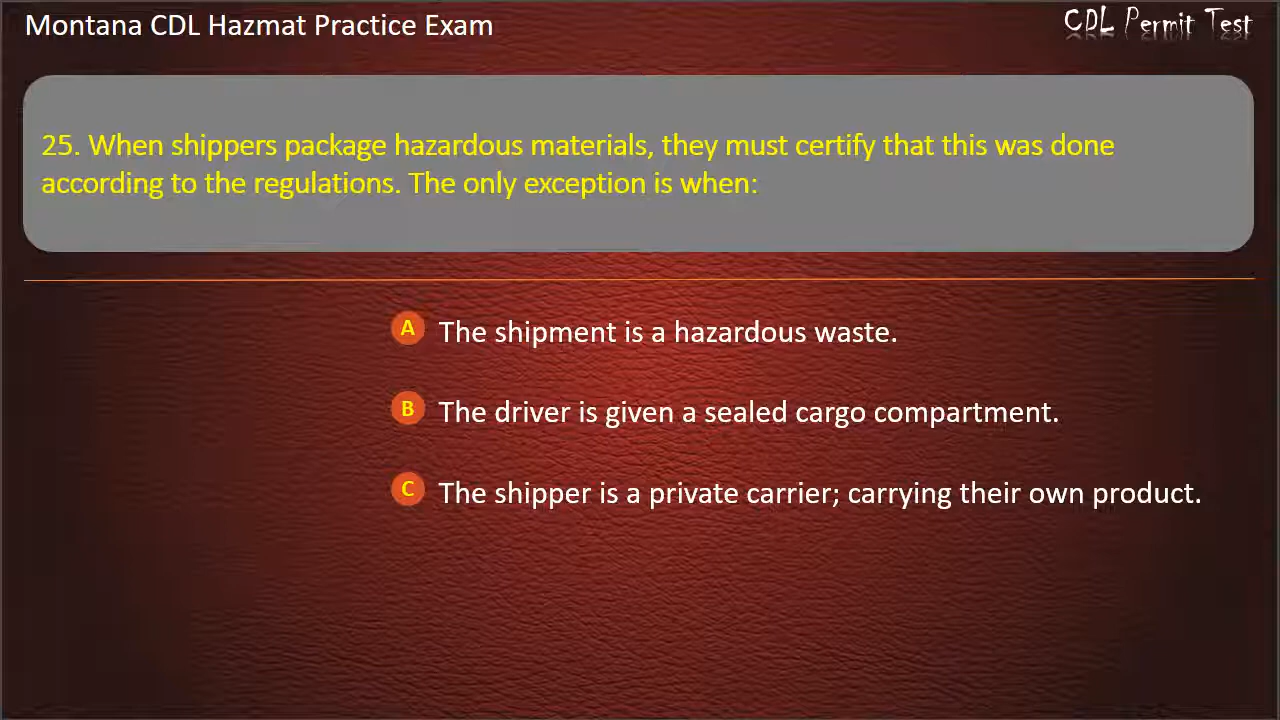 Montana CDL Hazmat Practice Exam
CDL Permit Test
25. When shippers package hazardous materials, they must certify that this was done
according to the regulations. The only exception is when:
A The shipment is a hazardous waste.
B The driver is given a sealed cargo compartment.
C The shipper is a private carrier; carrying their own product.